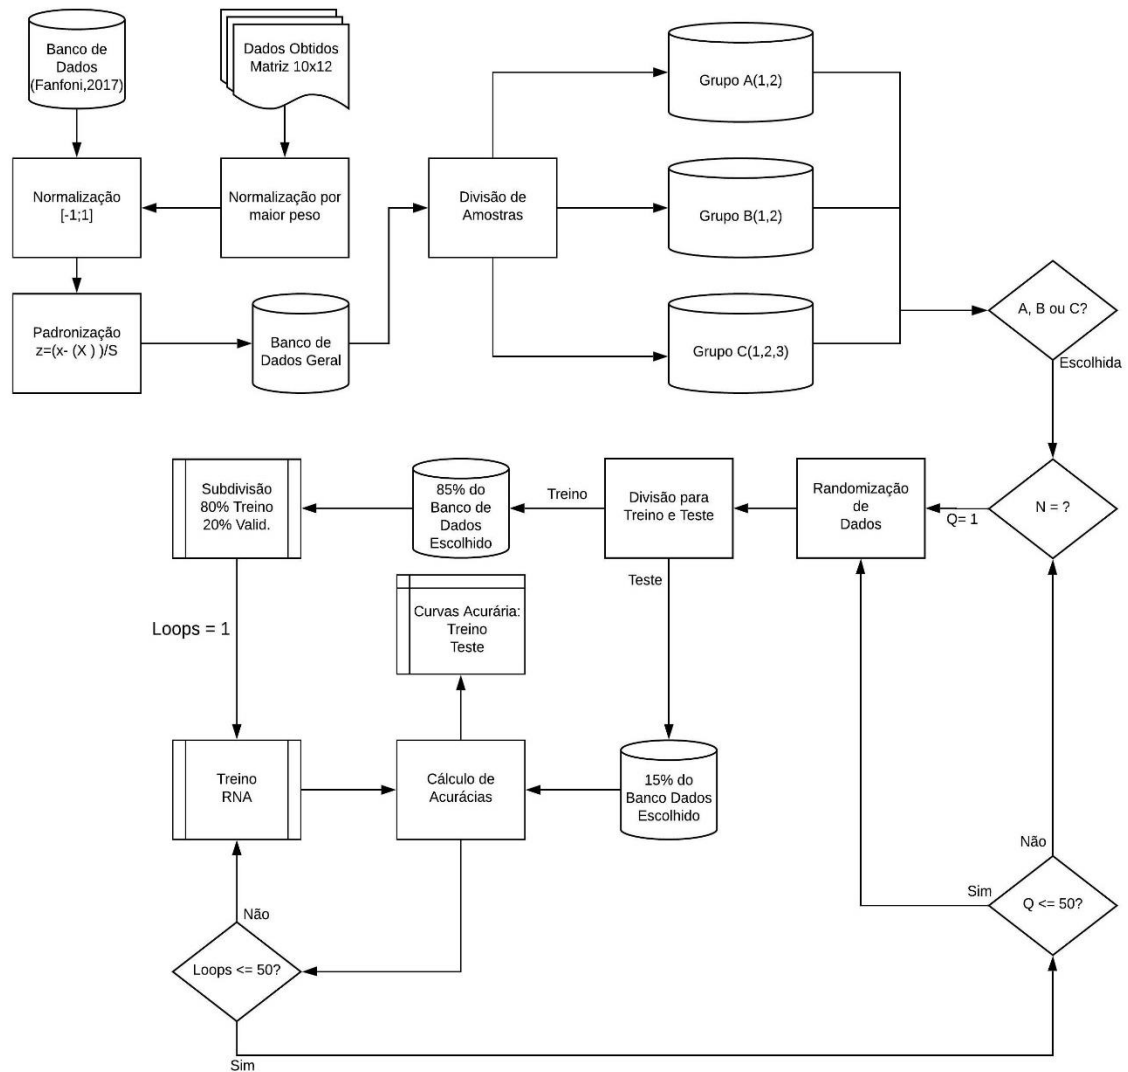 Banco de
Dados
(Fanfoni,2017)
Dados Obtidos
Matriz 10x12
Grupo A(1,2)
Normalização
[-1;1]
Normalização por
maior peso
Divisão de
Amostras
Grupo B(1,2)
Padronização
z=(x- (X ) )/S
Banco de
Dados Geral
Grupo C(1,2,3)
A, B ou C?
Escolhida
Subdivisão
80% Treino
20% Valid.
85% do
Banco de
Dados
Escolhido
Treino
Divisão para
Treino e Teste
Randomização
de
Dados
Q= 1
N = ?
Teste
Curvas Acurária:
Treino
Teste
Loops = 1
Treino
RNA
Cálculo de
Acurácias
15% do
Banco Dados
Escolhido
Não
Sim
Q <= 50?
Não
Loops <= 50?
Sim